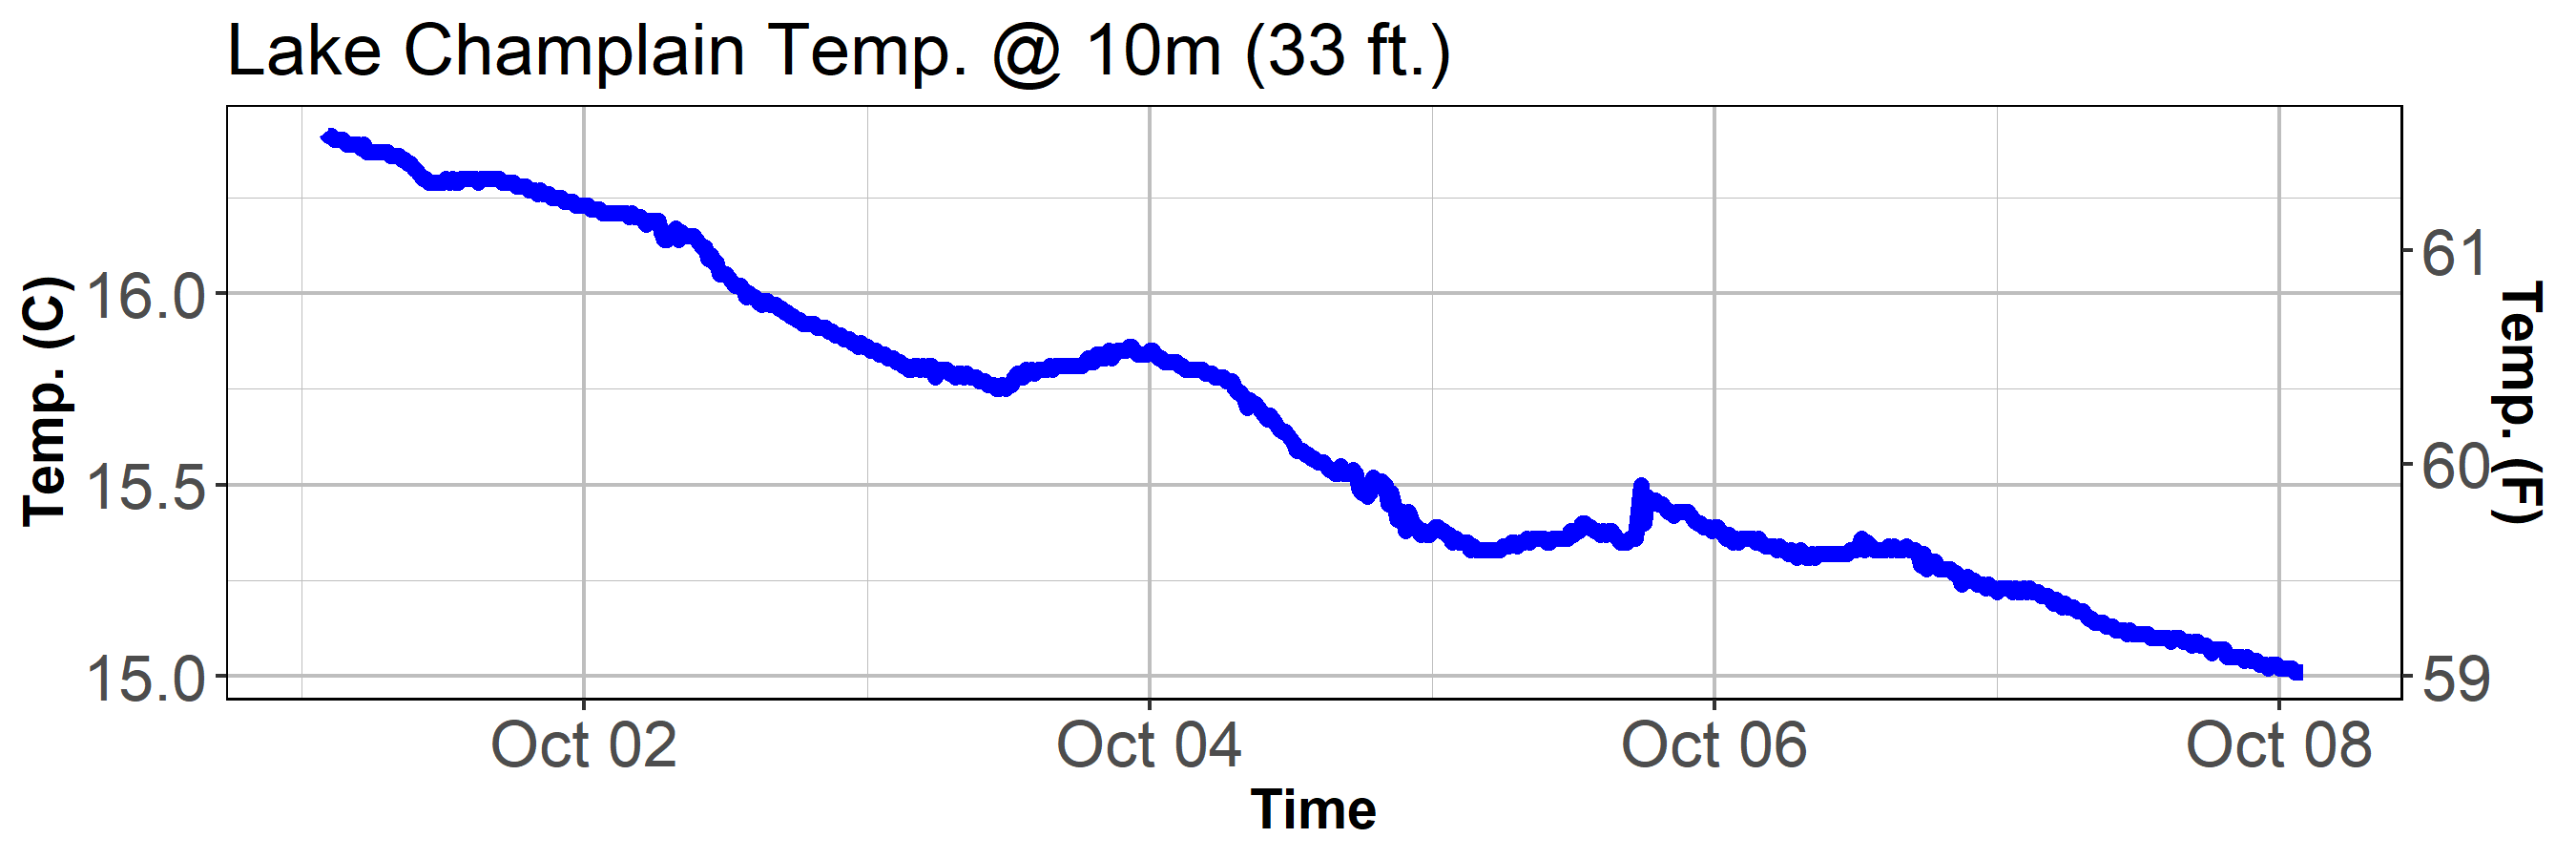 Lake Champlain Temp. @ 10m (33 ft.)
Temp. (C)
16.0
15.5
15.0
61
60
59
Temp. (F)
Oct 02 Oct 04 Oct 06 Oct 08
Time